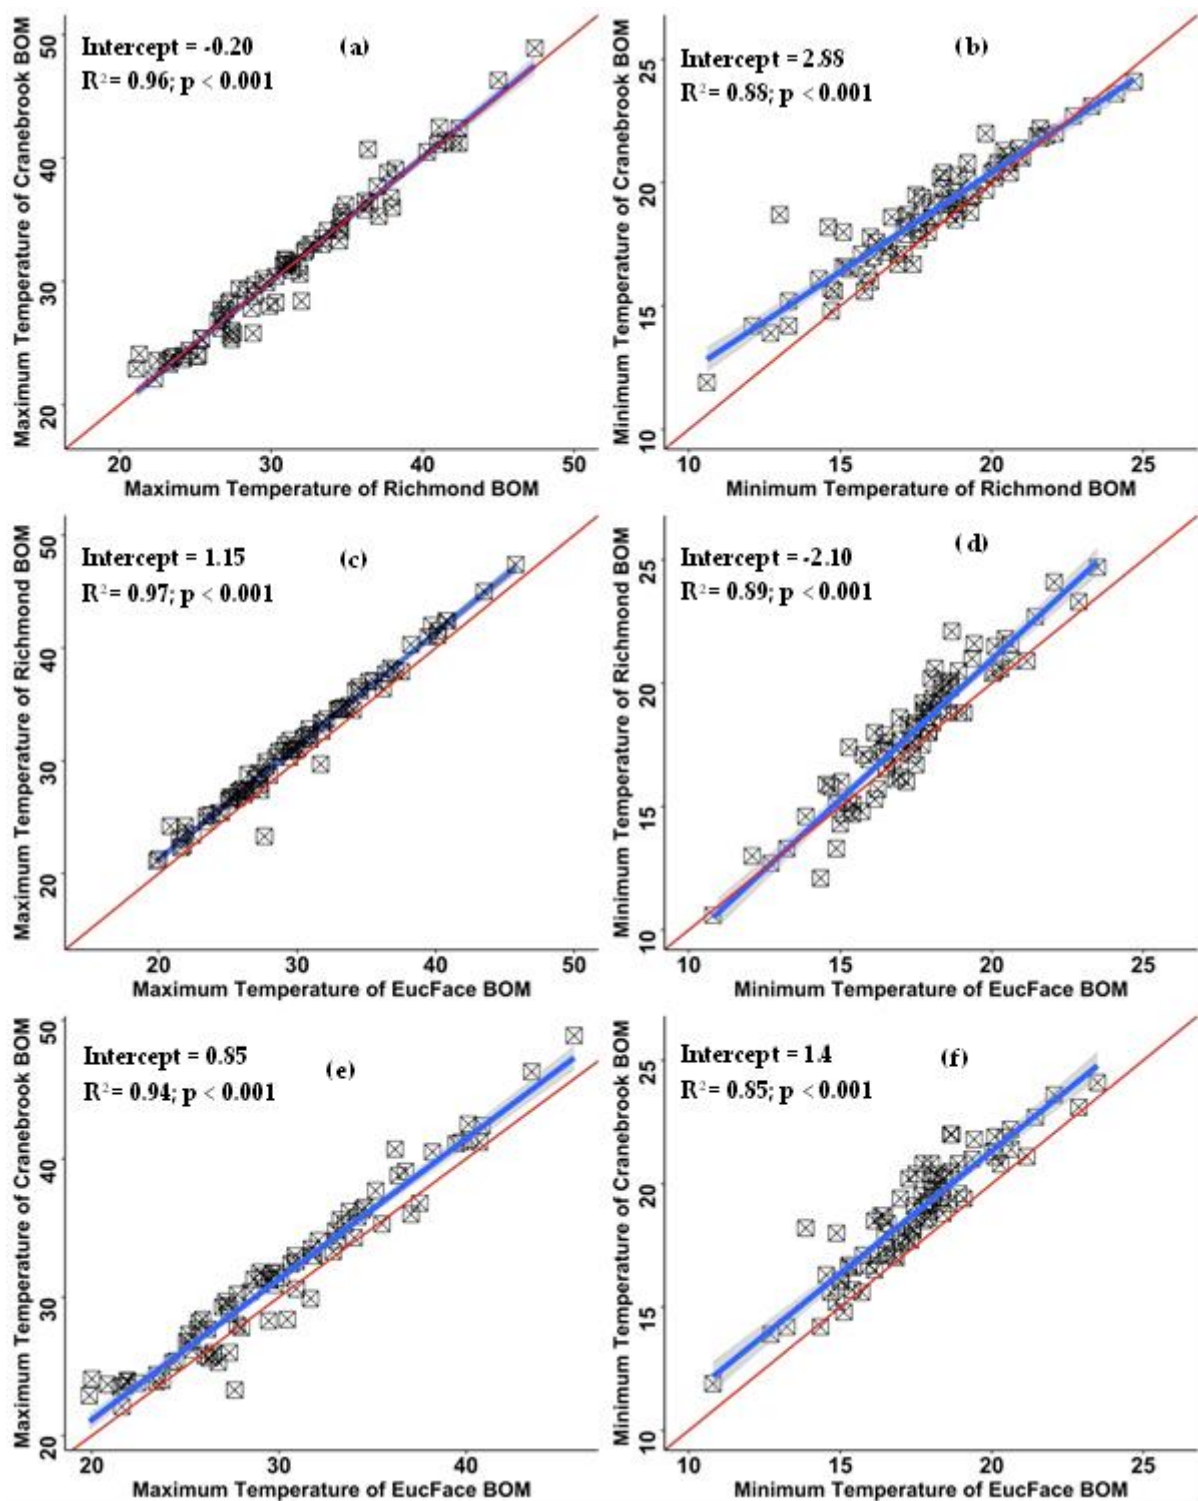 Intercept = -0.20
(a)
R² = 0.96; p < 0.001
50
40
30
20
Maximum Temperature of Cranebrook BOM
20 30 40 50
Maximum Temperature of Richmond BOM
Intercept = 2.88
(b)
R² = 0.88; p < 0.001
25
20
15
10
Minimum Temperature of Cranebrook BOM
10 15 20 25
Minimum Temperature of Richmond BOM
Intercept = 1.15
(c)
R² = 0.97; p < 0.001
50
40
30
20
Maximum Temperature of Richmond BOM
20 30 40 50
Maximum Temperature of EucFace BOM
Intercept = -2.10
(d)
R² = 0.89; p < 0.001
25
20
15
10
Minimum Temperature of Richmond BOM
10 15 20 25
Minimum Temperature of EucFace BOM
Intercept = 0.85
(e)
R² = 0.94; p < 0.001
50
40
30
20
Maximum Temperature of Cranebrook BOM
20 30 40
Maximum Temperature of EucFace BOM
Intercept = 1.4
(f)
R² = 0.85; p < 0.001
25
20
15
10
Minimum Temperature of Cranebrook BOM
10 15 20 25
Minimum Temperature of EucFace BOM